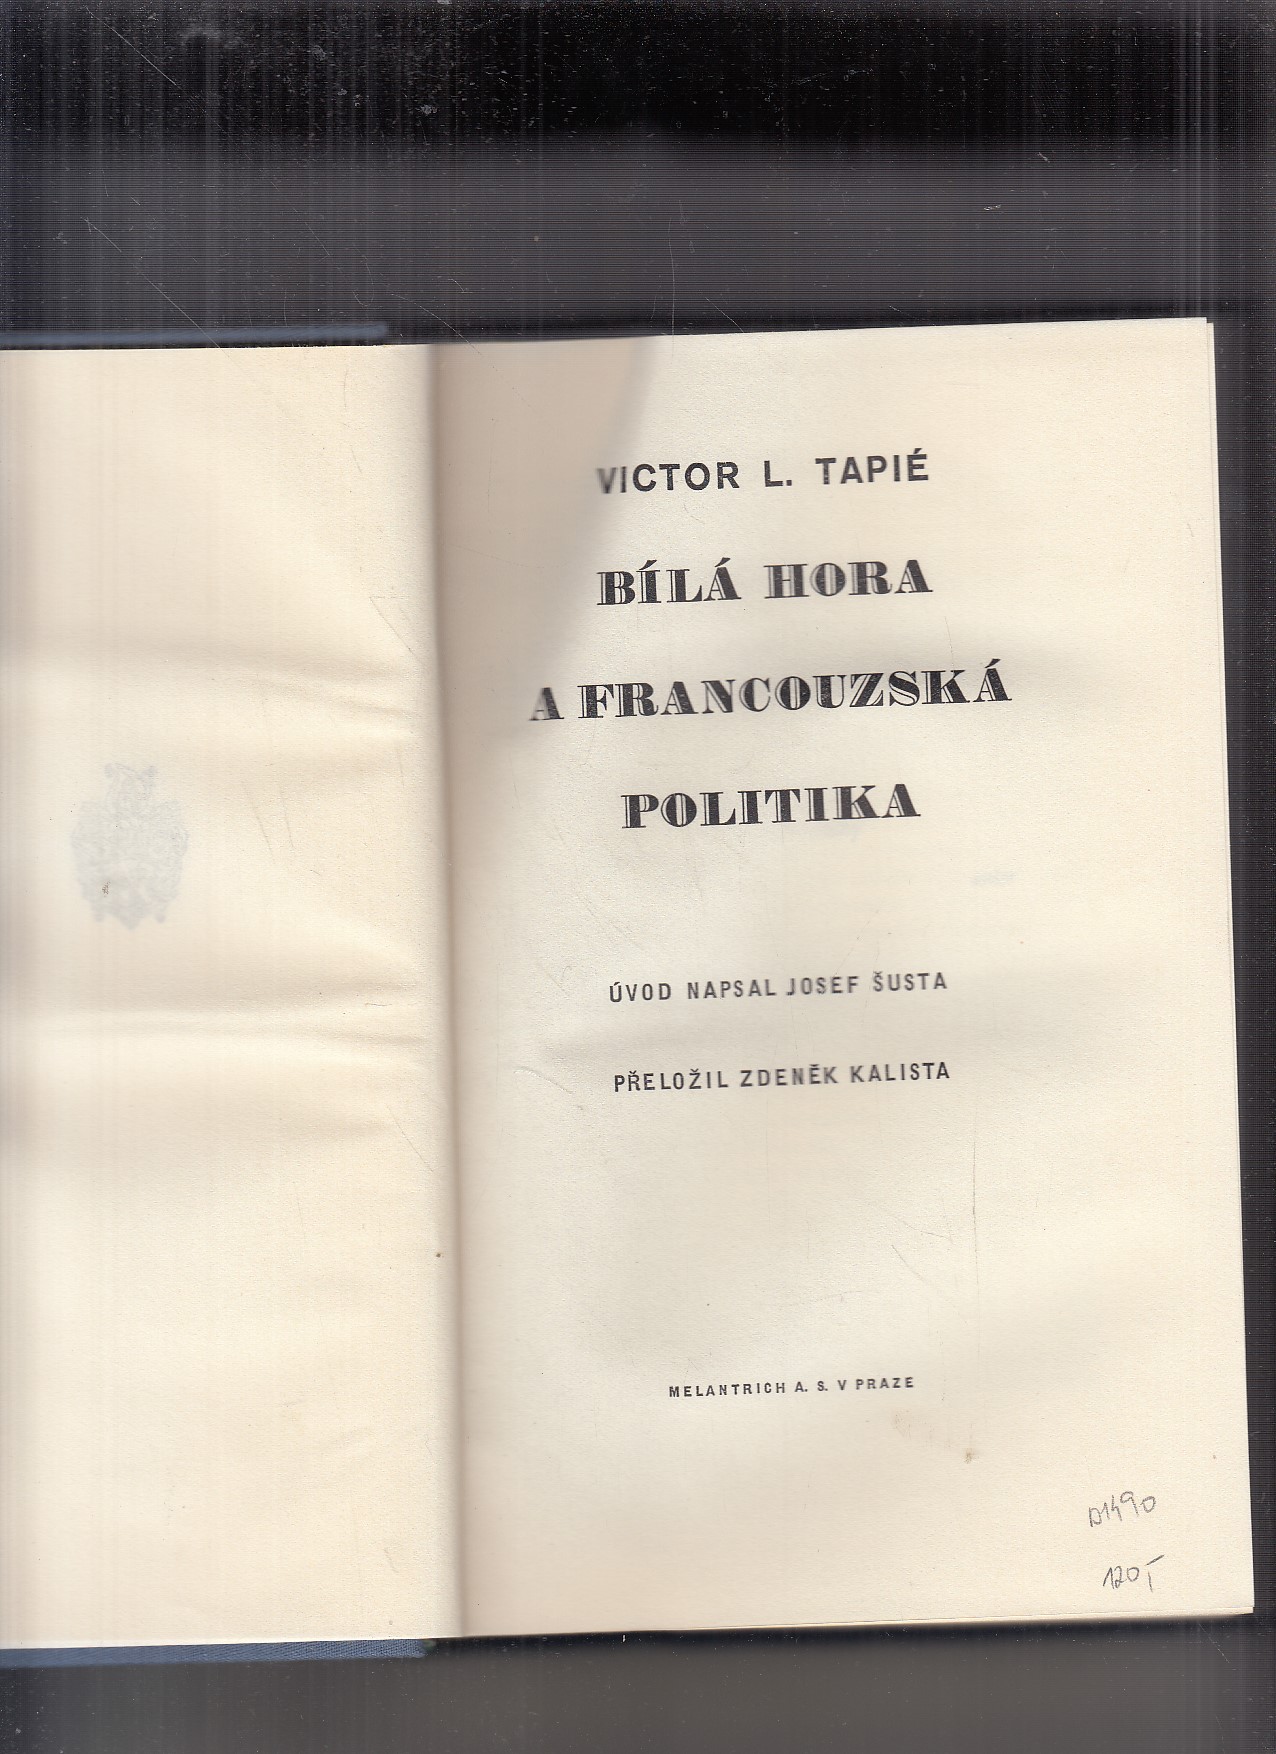 VICTOR L. TAPIÉ
BÍLÁ HORA
A FRANCOUZSKÁ
POLITIKA
ÚVOD NAPSAL JOSEF ŠUSTA
PŘELOŽIL ZDENĚK KALISTA
MELANTRICH A. S. V PRAZE
D1490
120,-